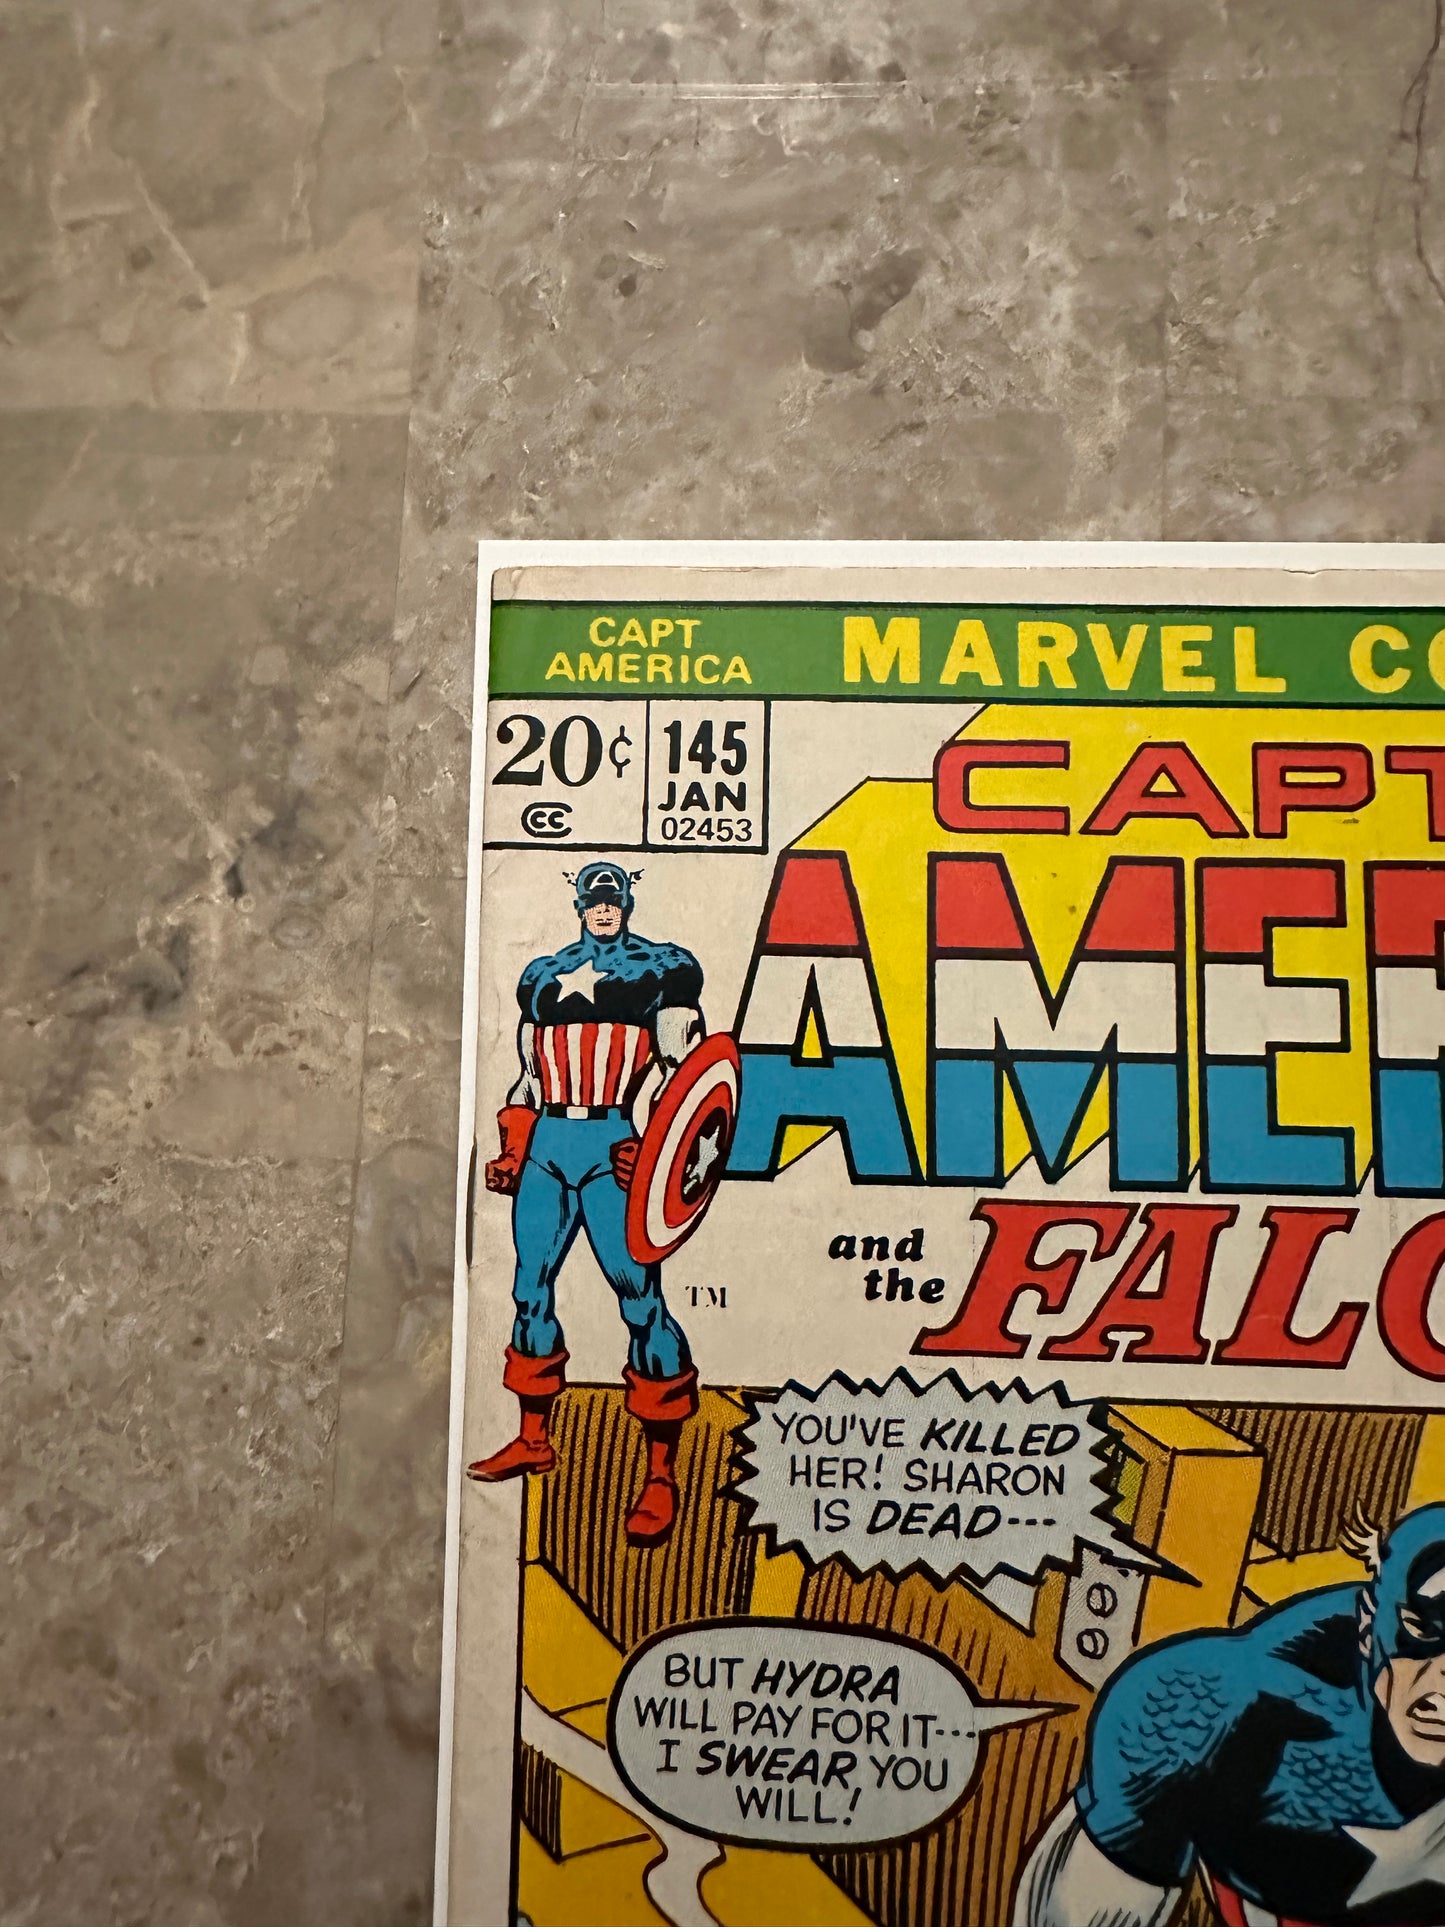 CAPT
AMERICA
MARVEL CO
20¢
145
JAN
02453
CC
CAPT
AMER
and
the
FALC
TM
YOU'VE KILLED
HER! SHARON
IS DEAD---
BUT HYDRA
WILL PAY FOR IT---
I SWEAR YOU
WILL!